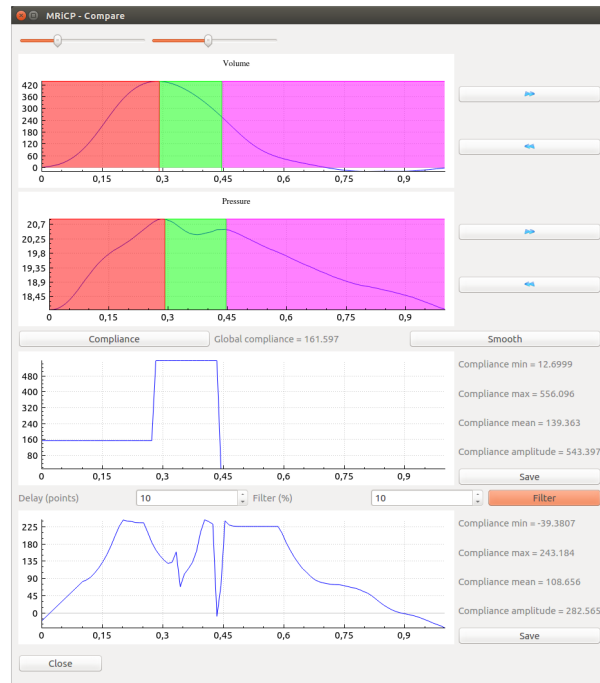 MRiCP - Compare
Volume
420
360
300
240
180
120
60
0
0 0,15 0,3 0,45 0,6 0,75 0,9
Pressure
20,7
20,25
19,8
19,35
18,9
18,45
0 0,15 0,3 0,45 0,6 0,75 0,9
Compliance Global compliance = 161.597 Smooth
480
400
320
240
160
80
0 0,15 0,3 0,45 0,6 0,75 0,9
Compliance min = 12.6999
Compliance max = 556.096
Compliance mean = 139.363
Compliance amplitude = 543.397
Save
Delay (points) 10 Filter (%) 10 Filter
225
180
135
90
45
0
0 0,15 0,3 0,45 0,6 0,75 0,9
Compliance min = -39.3807
Compliance max = 243.184
Compliance mean = 108.656
Compliance amplitude = 282.565
Save
Close